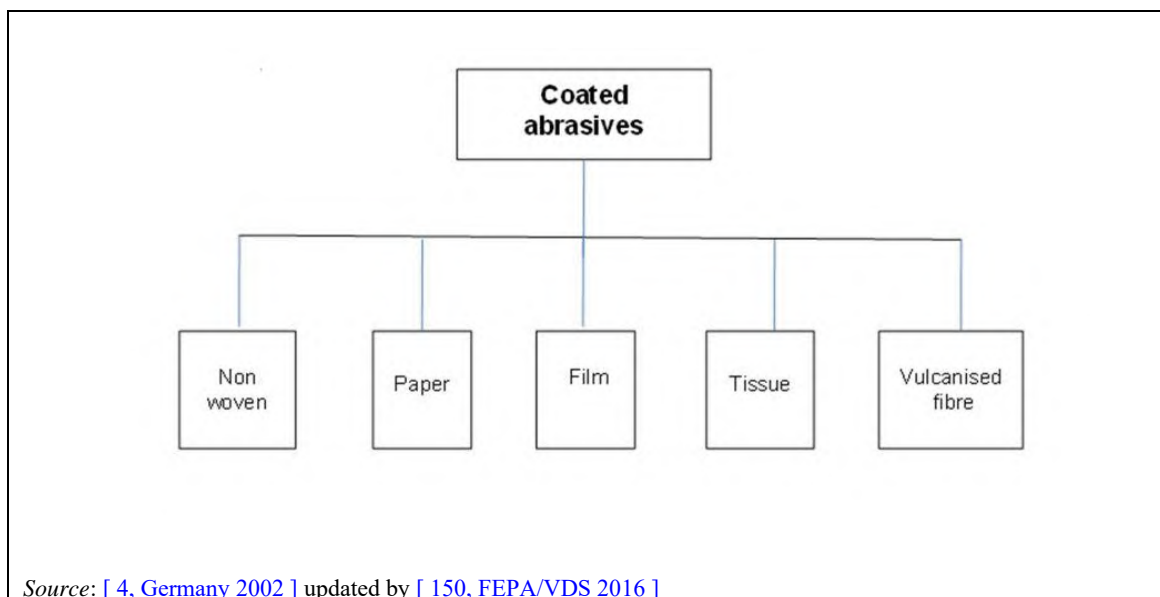 Coated
abrasives
Non
woven
Paper
Film
Tissue
Vulcanised
fibre
Source: [ 4, Germany 2002 ] updated by [ 150, FEPA/VDS 2016 ]